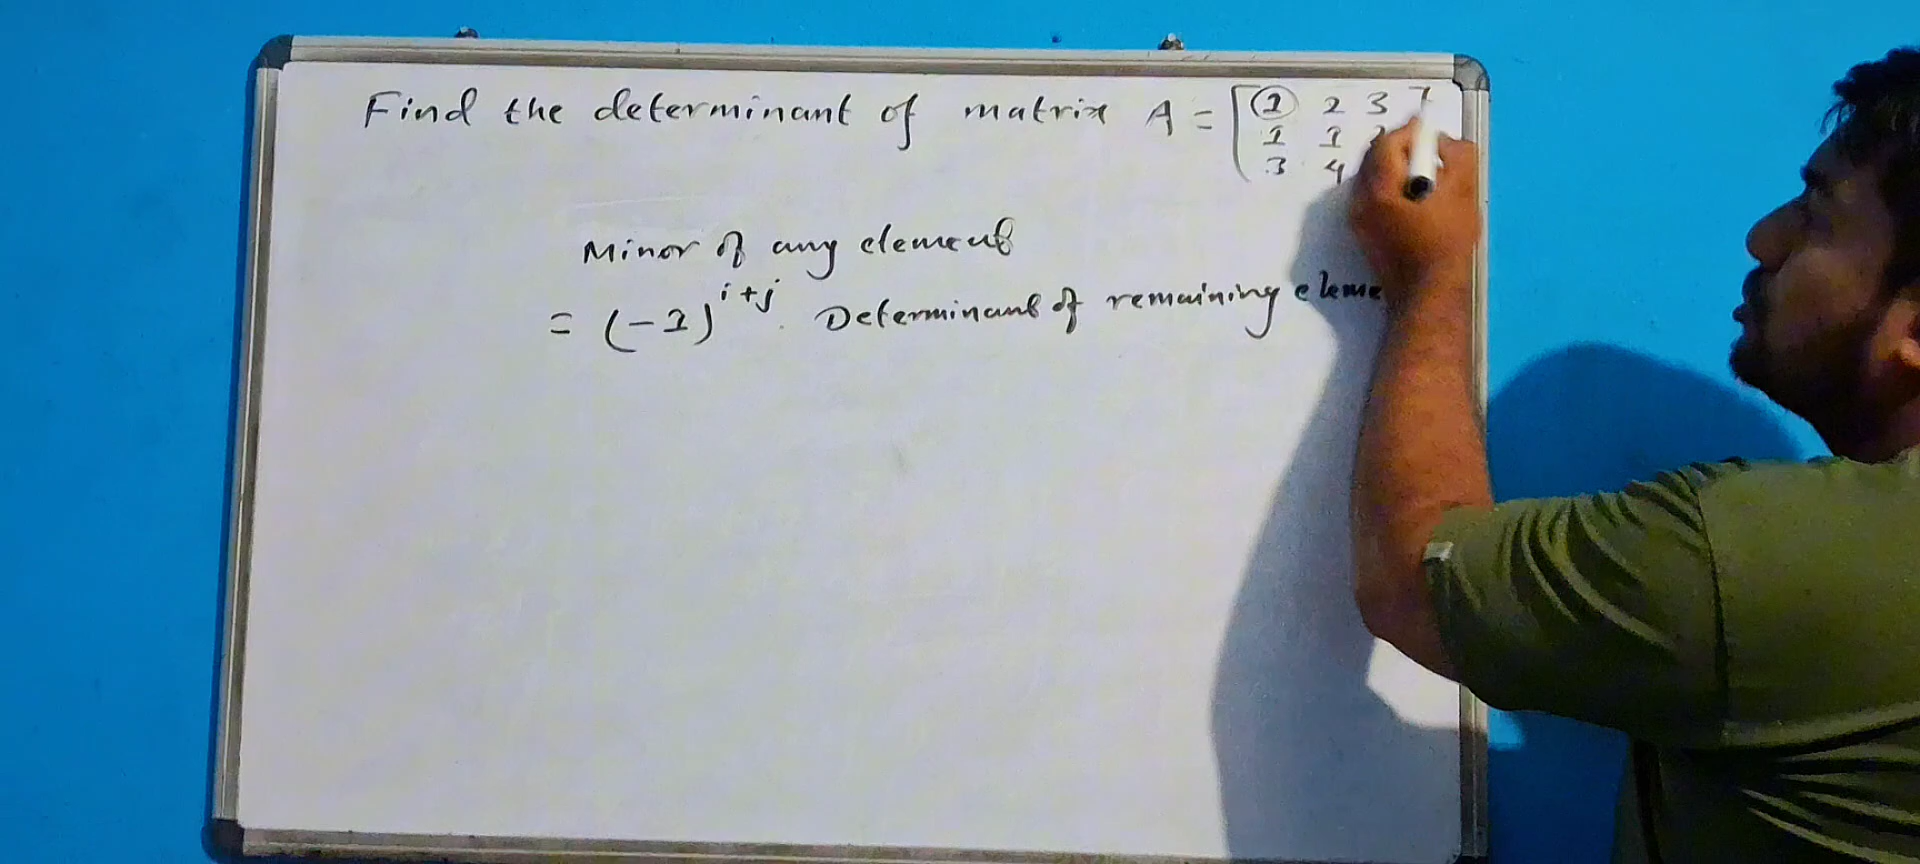 Find the determinant of matrix A = [1 2 3
1 1
3 4
Minor of any element
= (-1)^{i+j}. Determinant of remaining eleme